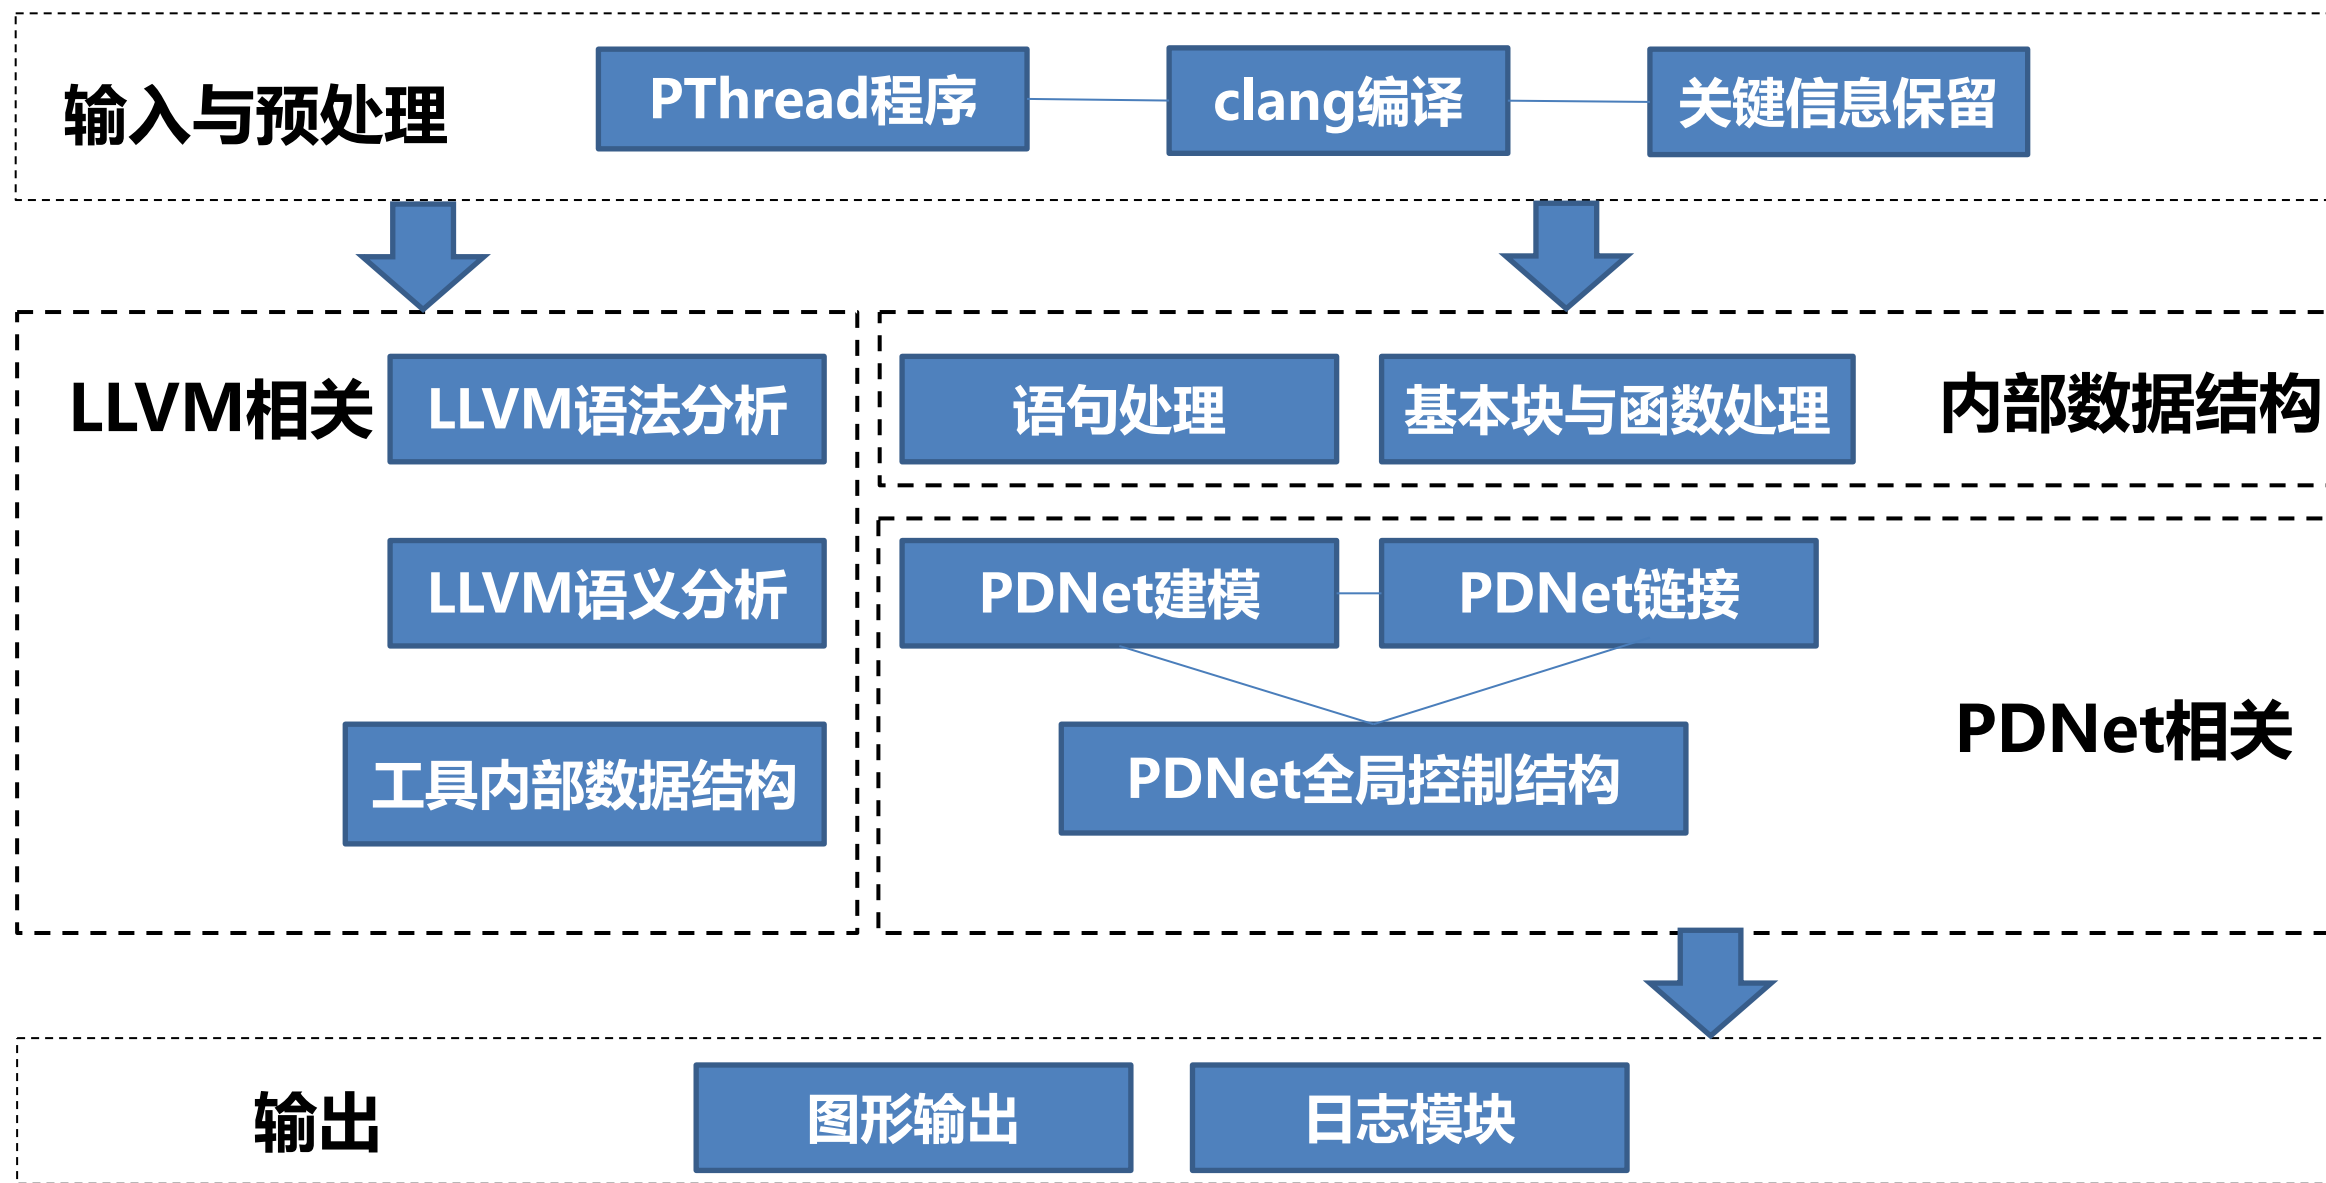 输入与预处理
PThread程序
clang编译
关键信息保留
LLVM相关
LLVM语法分析
LLVM语义分析
工具内部数据结构
语句处理
基本块与函数处理
内部数据结构
PDNet建模
PDNet链接
PDNet全局控制结构
PDNet相关
输出
图形输出
日志模块